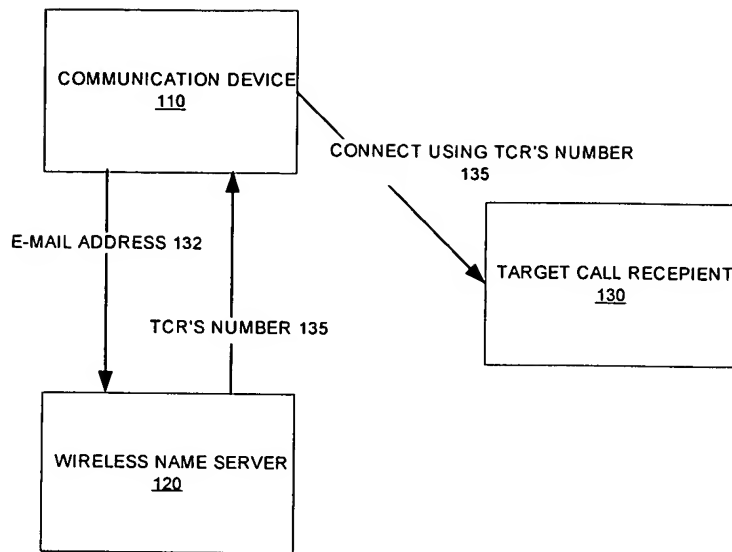 COMMUNICATION DEVICE
110
CONNECT USING TCR'S NUMBER
135
E-MAIL ADDRESS 132
TARGET CALL RECEPIENT
130
TCR'S NUMBER 135
WIRELESS NAME SERVER
120